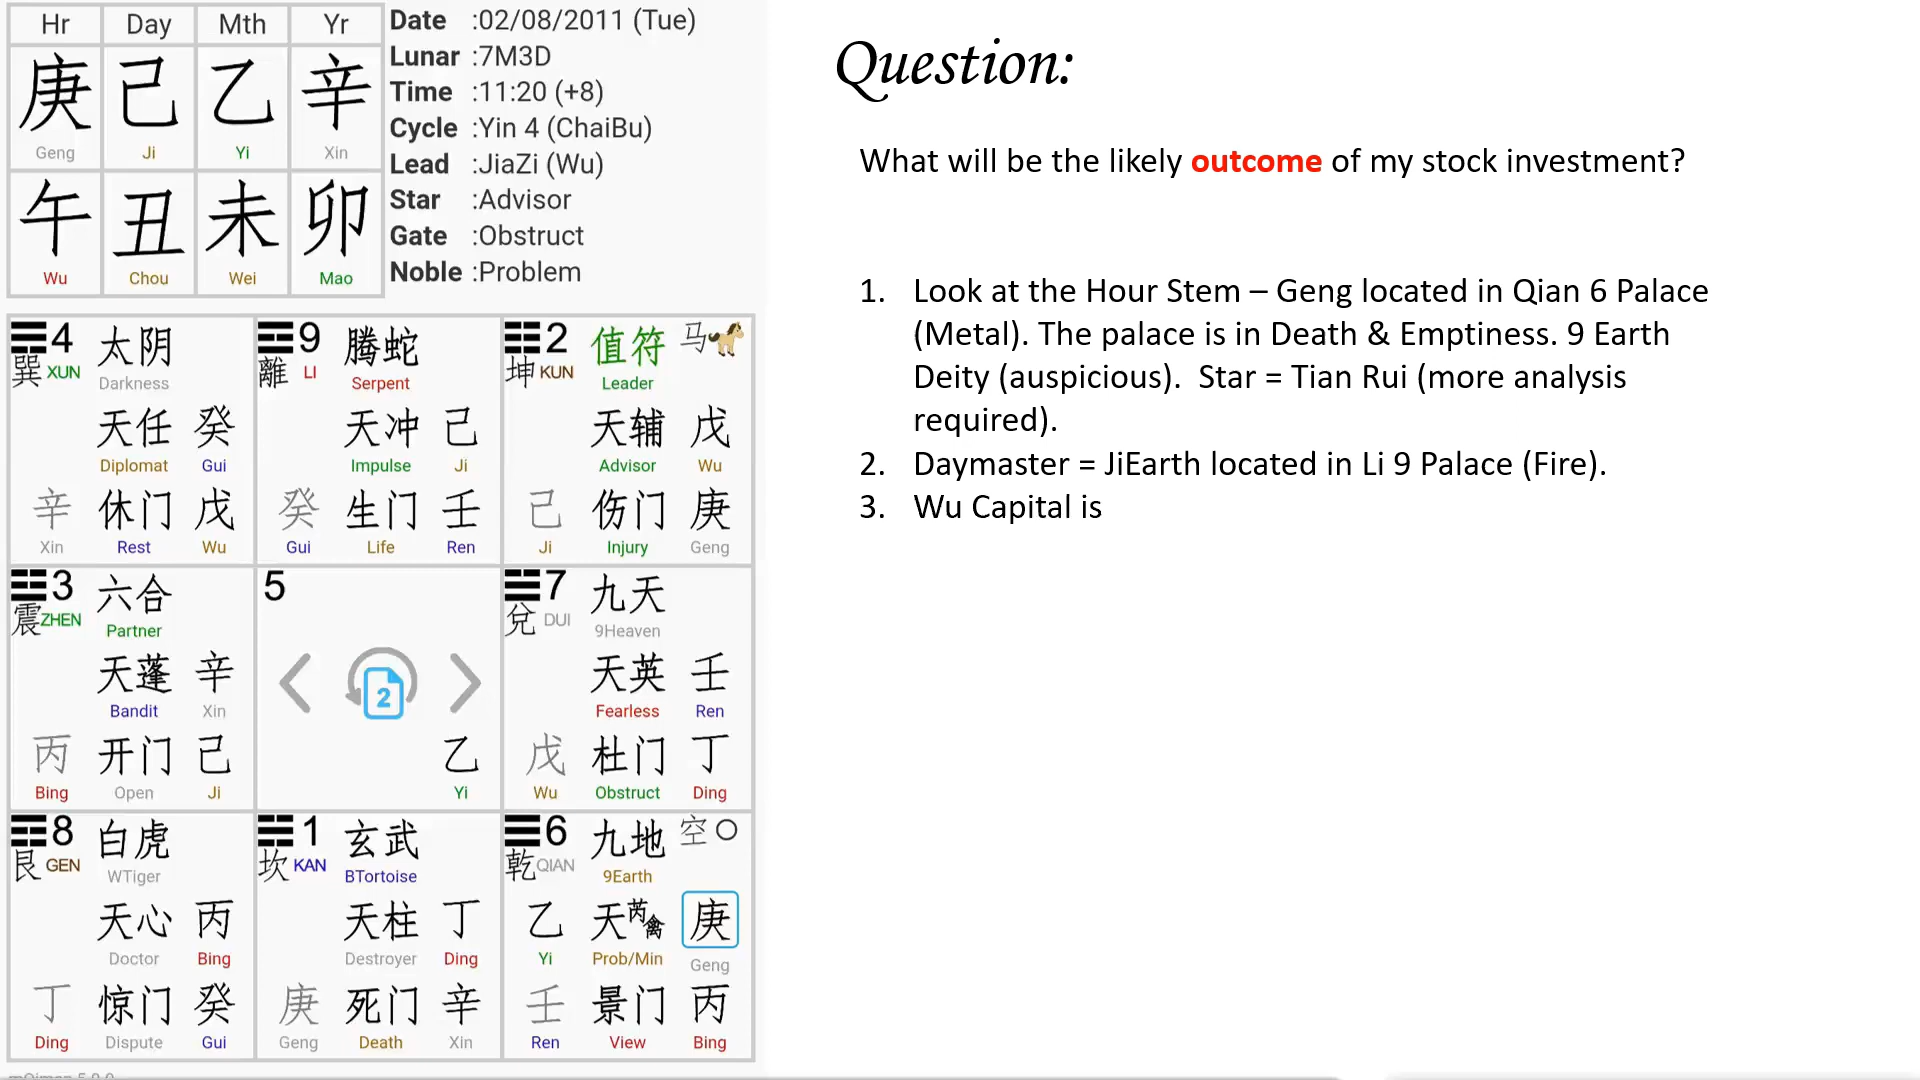 Hr Day Mth Yr
庚 己 乙 辛
Geng Ji Yi Xin
午 丑 未 卯
Wu Chou Wei Mao
Date :02/08/2011 (Tue)
Lunar :7M3D
Time :11:20 (+8)
Cycle :Yin 4 (ChaiBu)
Lead :JiaZi (Wu)
Star :Advisor
Gate :Obstruct
Noble :Problem
4 太阴
巽 XUN Darkness
天任 癸
Diplomat Gui
辛 休门 戊
Xin Rest Wu
9 腾蛇
離 LI Serpent
天冲 己
Impulse Ji
癸 生门 壬
Gui Life Ren
2 值符 马
坤 KUN Leader
天辅 戊
Advisor Wu
己 伤门 庚
Ji Injury Geng
3 六合
震 ZHEN Partner
天蓬 辛
Bandit Xin
丙 开门 己
Bing Open Ji
5
2
乙
Yi
7 九天
兌 DUI 9Heaven
天英 壬
Fearless Ren
戊 杜门 丁
Wu Obstruct Ding
8 白虎
艮 GEN WTiger
天心 丙
Doctor Bing
丁 惊门 癸
Ding Dispute Gui
1 玄武
坎 KAN BTortoise
天柱 丁
Destroyer Ding
庚 死门 辛
Geng Death Xin
6 九地 空
乾 QIAN 9Earth
乙 天芮禽 庚
Yi Prob/Min Geng
壬 景门 丙
Ren View Bing
Question:
What will be the likely outcome of my stock investment?
1. Look at the Hour Stem – Geng located in Qian 6 Palace
(Metal). The palace is in Death & Emptiness. 9 Earth
Deity (auspicious). Star = Tian Rui (more analysis
required).
2. Daymaster = JiEarth located in Li 9 Palace (Fire).
3. Wu Capital is